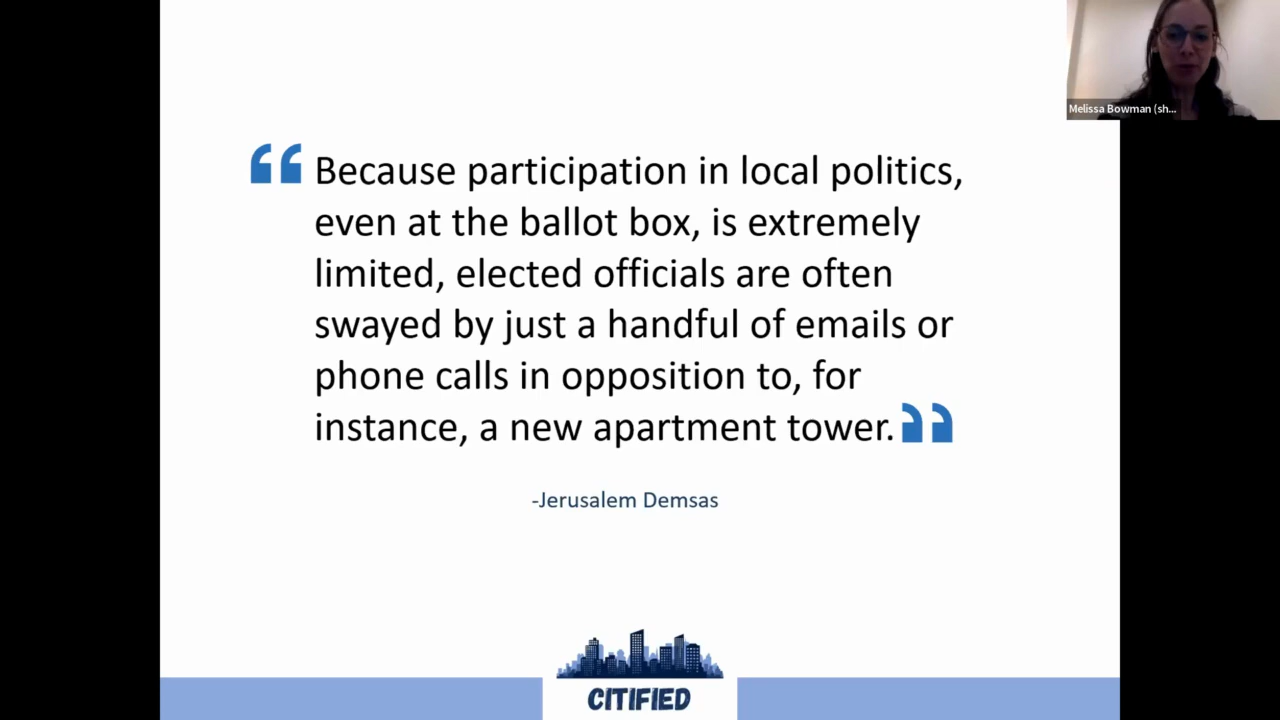 Melissa Bowman (sh...
“Because participation in local politics,
even at the ballot box, is extremely
limited, elected officials are often
swayed by just a handful of emails or
phone calls in opposition to, for
instance, a new apartment tower.”
-Jerusalem Demsas
CITIFIED